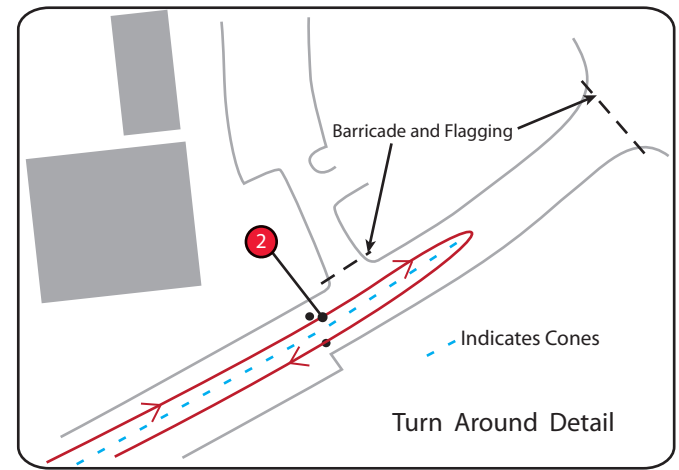 Barricade and Flagging
2
Indicates Cones
Turn Around Detail